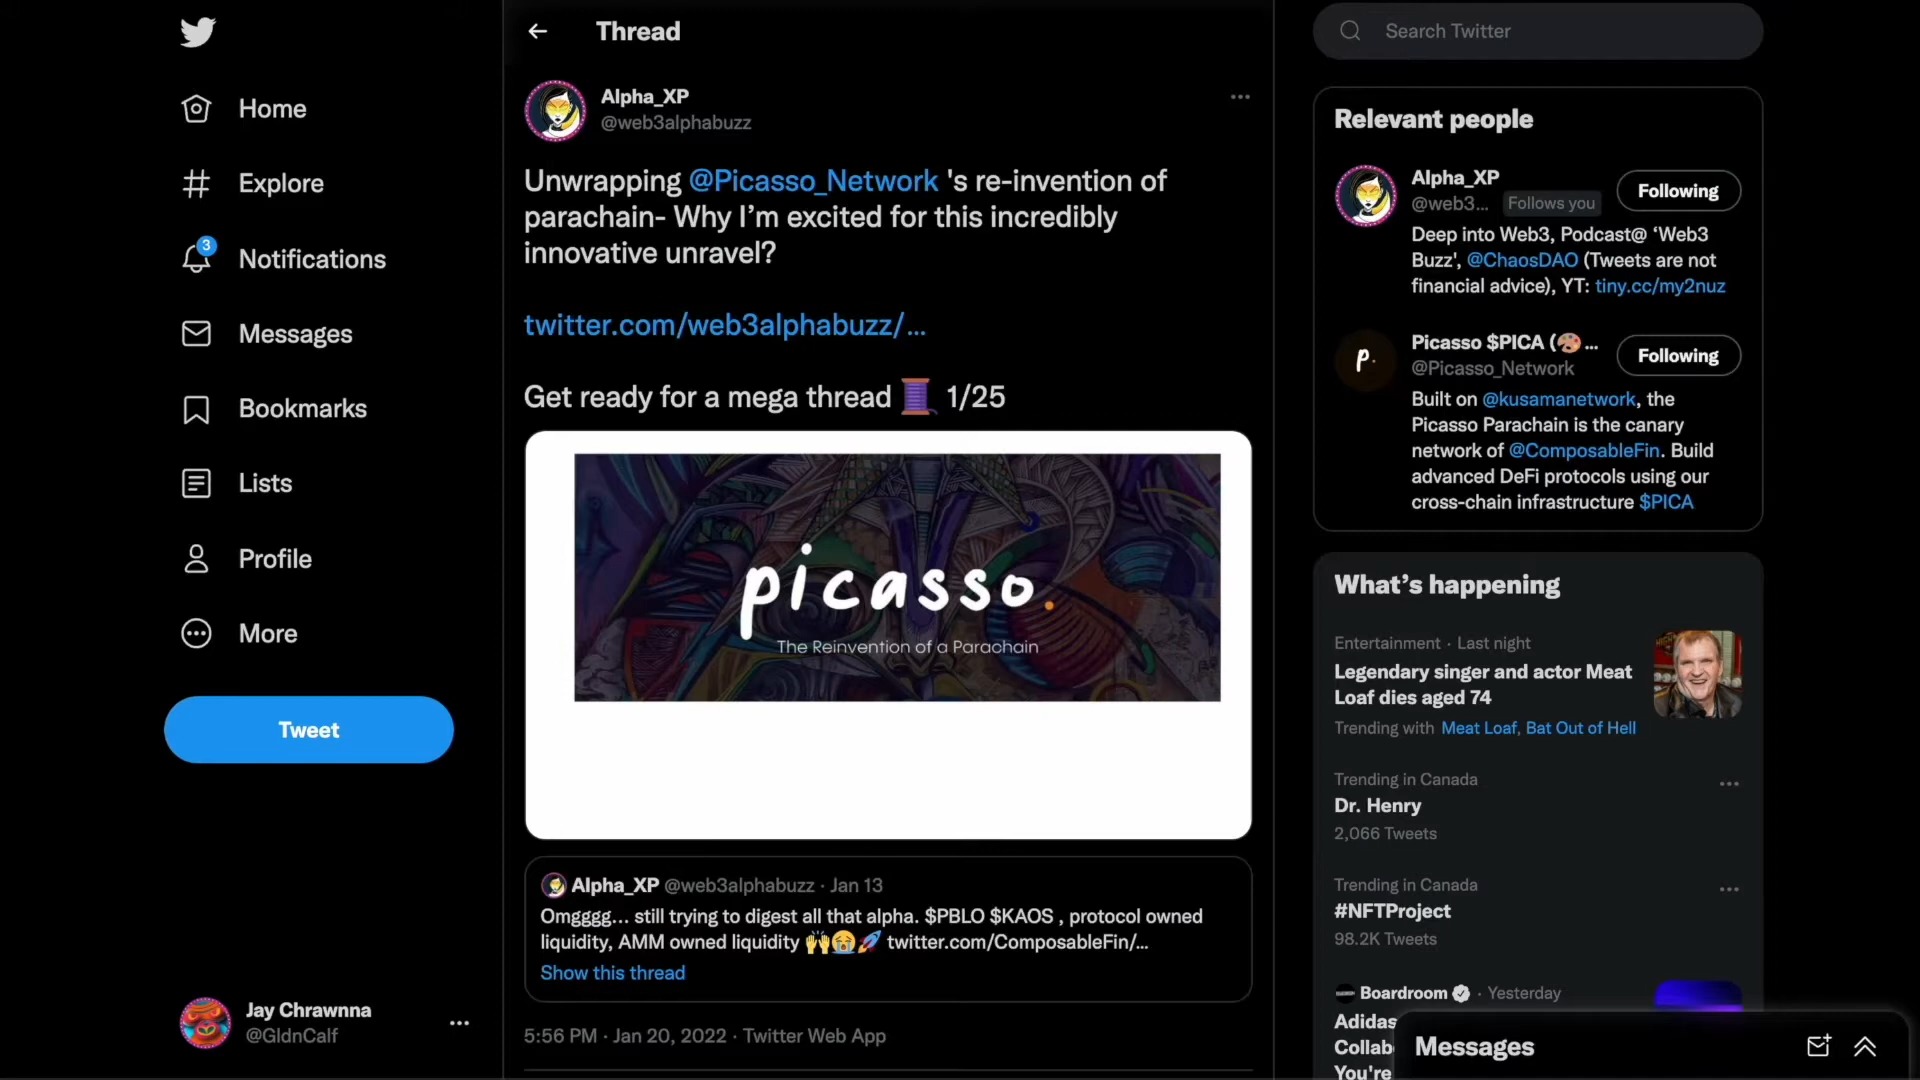 Home
Explore
3
Notifications
Messages
Bookmarks
Lists
Profile
More
Tweet
Jay Chrawnna
@GldnCalf
Thread
Alpha_XP
@web3alphabuzz
Unwrapping @Picasso_Network 's re-invention of
parachain- Why I’m excited for this incredibly
innovative unravel?
twitter.com/web3alphabuzz/…
Get ready for a mega thread 🧵 1/25
picasso.
The Reinvention of a Parachain
Alpha_XP @web3alphabuzz · Jan 13
Omgggg... still trying to digest all that alpha. $PBLO $KAOS , protocol owned
liquidity, AMM owned liquidity 🙌😭🚀 twitter.com/ComposableFin/…
Show this thread
5:56 PM · Jan 20, 2022 · Twitter Web App
Search Twitter
Relevant people
Alpha_XP
@web3... Follows you
Following
Deep into Web3, Podcast@ ‘Web3
Buzz', @ChaosDAO (Tweets are not
financial advice), YT: tiny.cc/my2nuz
p.
Picasso $PICA (🎨 ...
@Picasso_Network
Following
Built on @kusamanetwork, the
Picasso Parachain is the canary
network of @ComposableFin. Build
advanced DeFi protocols using our
cross-chain infrastructure $PICA
What’s happening
Entertainment · Last night
Legendary singer and actor Meat
Loaf dies aged 74
Trending with Meat Loaf, Bat Out of Hell
Trending in Canada
Dr. Henry
2,066 Tweets
Trending in Canada
#NFTProject
98.2K Tweets
Boardroom · Yesterday
Adidas
Collab
You're
Messages